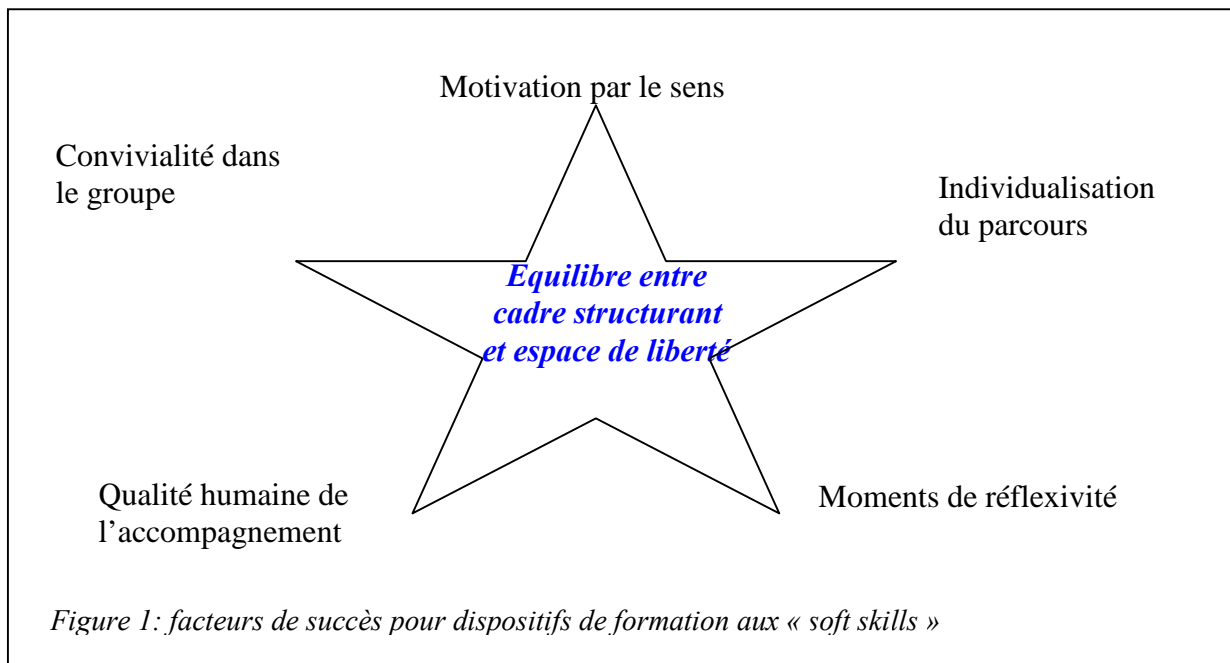 Motivation par le sens
Convivialité dans
le groupe
Individualisation
du parcours
Equilibre entre
cadre structurant
et espace de liberté
Qualité humaine de
l’accompagnement
Moments de réflexivité
Figure 1: facteurs de succès pour dispositifs de formation aux « soft skills »